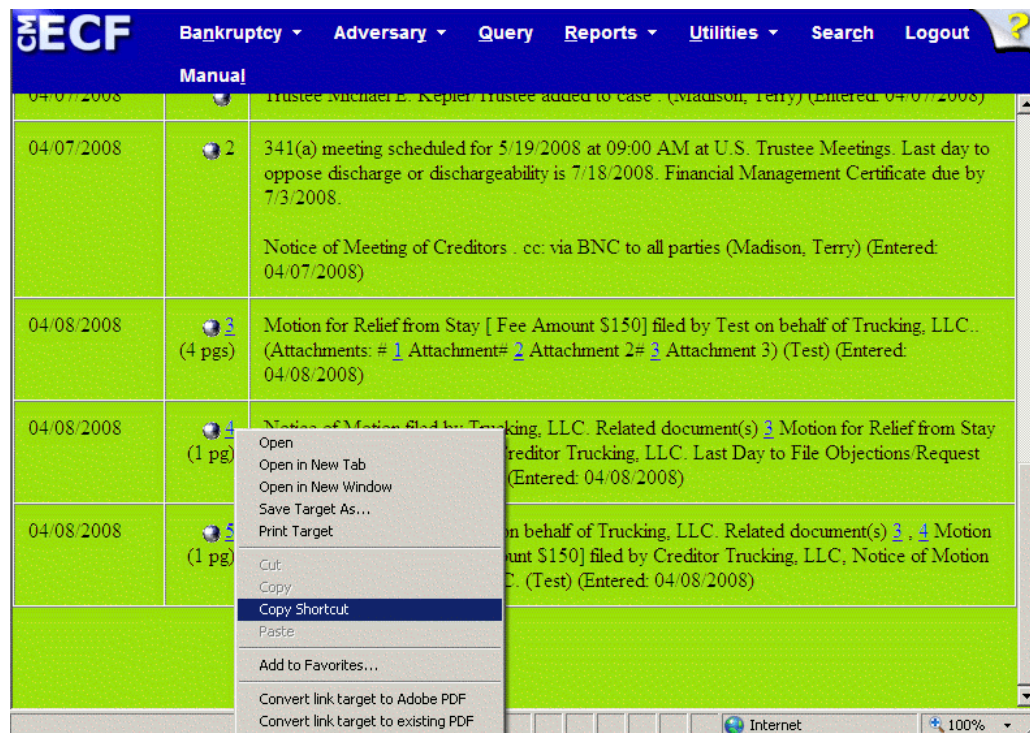 CM ECF Bankruptcy Adversary Query Reports Utilities Search Logout ?
Manual
04/07/2008 Trustee Michael E. Kepler/Trustee added to case . (Madison, Terry) (Entered: 04/07/2008)
04/07/2008 2 341(a) meeting scheduled for 5/19/2008 at 09:00 AM at U.S. Trustee Meetings. Last day to
oppose discharge or dischargeability is 7/18/2008. Financial Management Certificate due by
7/3/2008.
Notice of Meeting of Creditors . cc: via BNC to all parties (Madison, Terry) (Entered:
04/07/2008)
04/08/2008 3 Motion for Relief from Stay [ Fee Amount $150] filed by Test on behalf of Trucking, LLC..
(4 pgs) (Attachments: # 1 Attachment# 2 Attachment 2# 3 Attachment 3) (Test) (Entered:
04/08/2008)
04/08/2008 4 Notice of Motion filed by Trucking, LLC. Related document(s) 3 Motion for Relief from Stay
(1 pg) reditor Trucking, LLC. Last Day to File Objections/Request
(Entered: 04/08/2008)
04/08/2008 5 on behalf of Trucking, LLC. Related document(s) 3 , 4 Motion
(1 pg) unt $150] filed by Creditor Trucking, LLC, Notice of Motion
C. (Test) (Entered: 04/08/2008)
Open
Open in New Tab
Open in New Window
Save Target As...
Print Target
Cut
Copy
Copy Shortcut
Paste
Add to Favorites...
Convert link target to Adobe PDF
Convert link target to existing PDF
Internet 100%